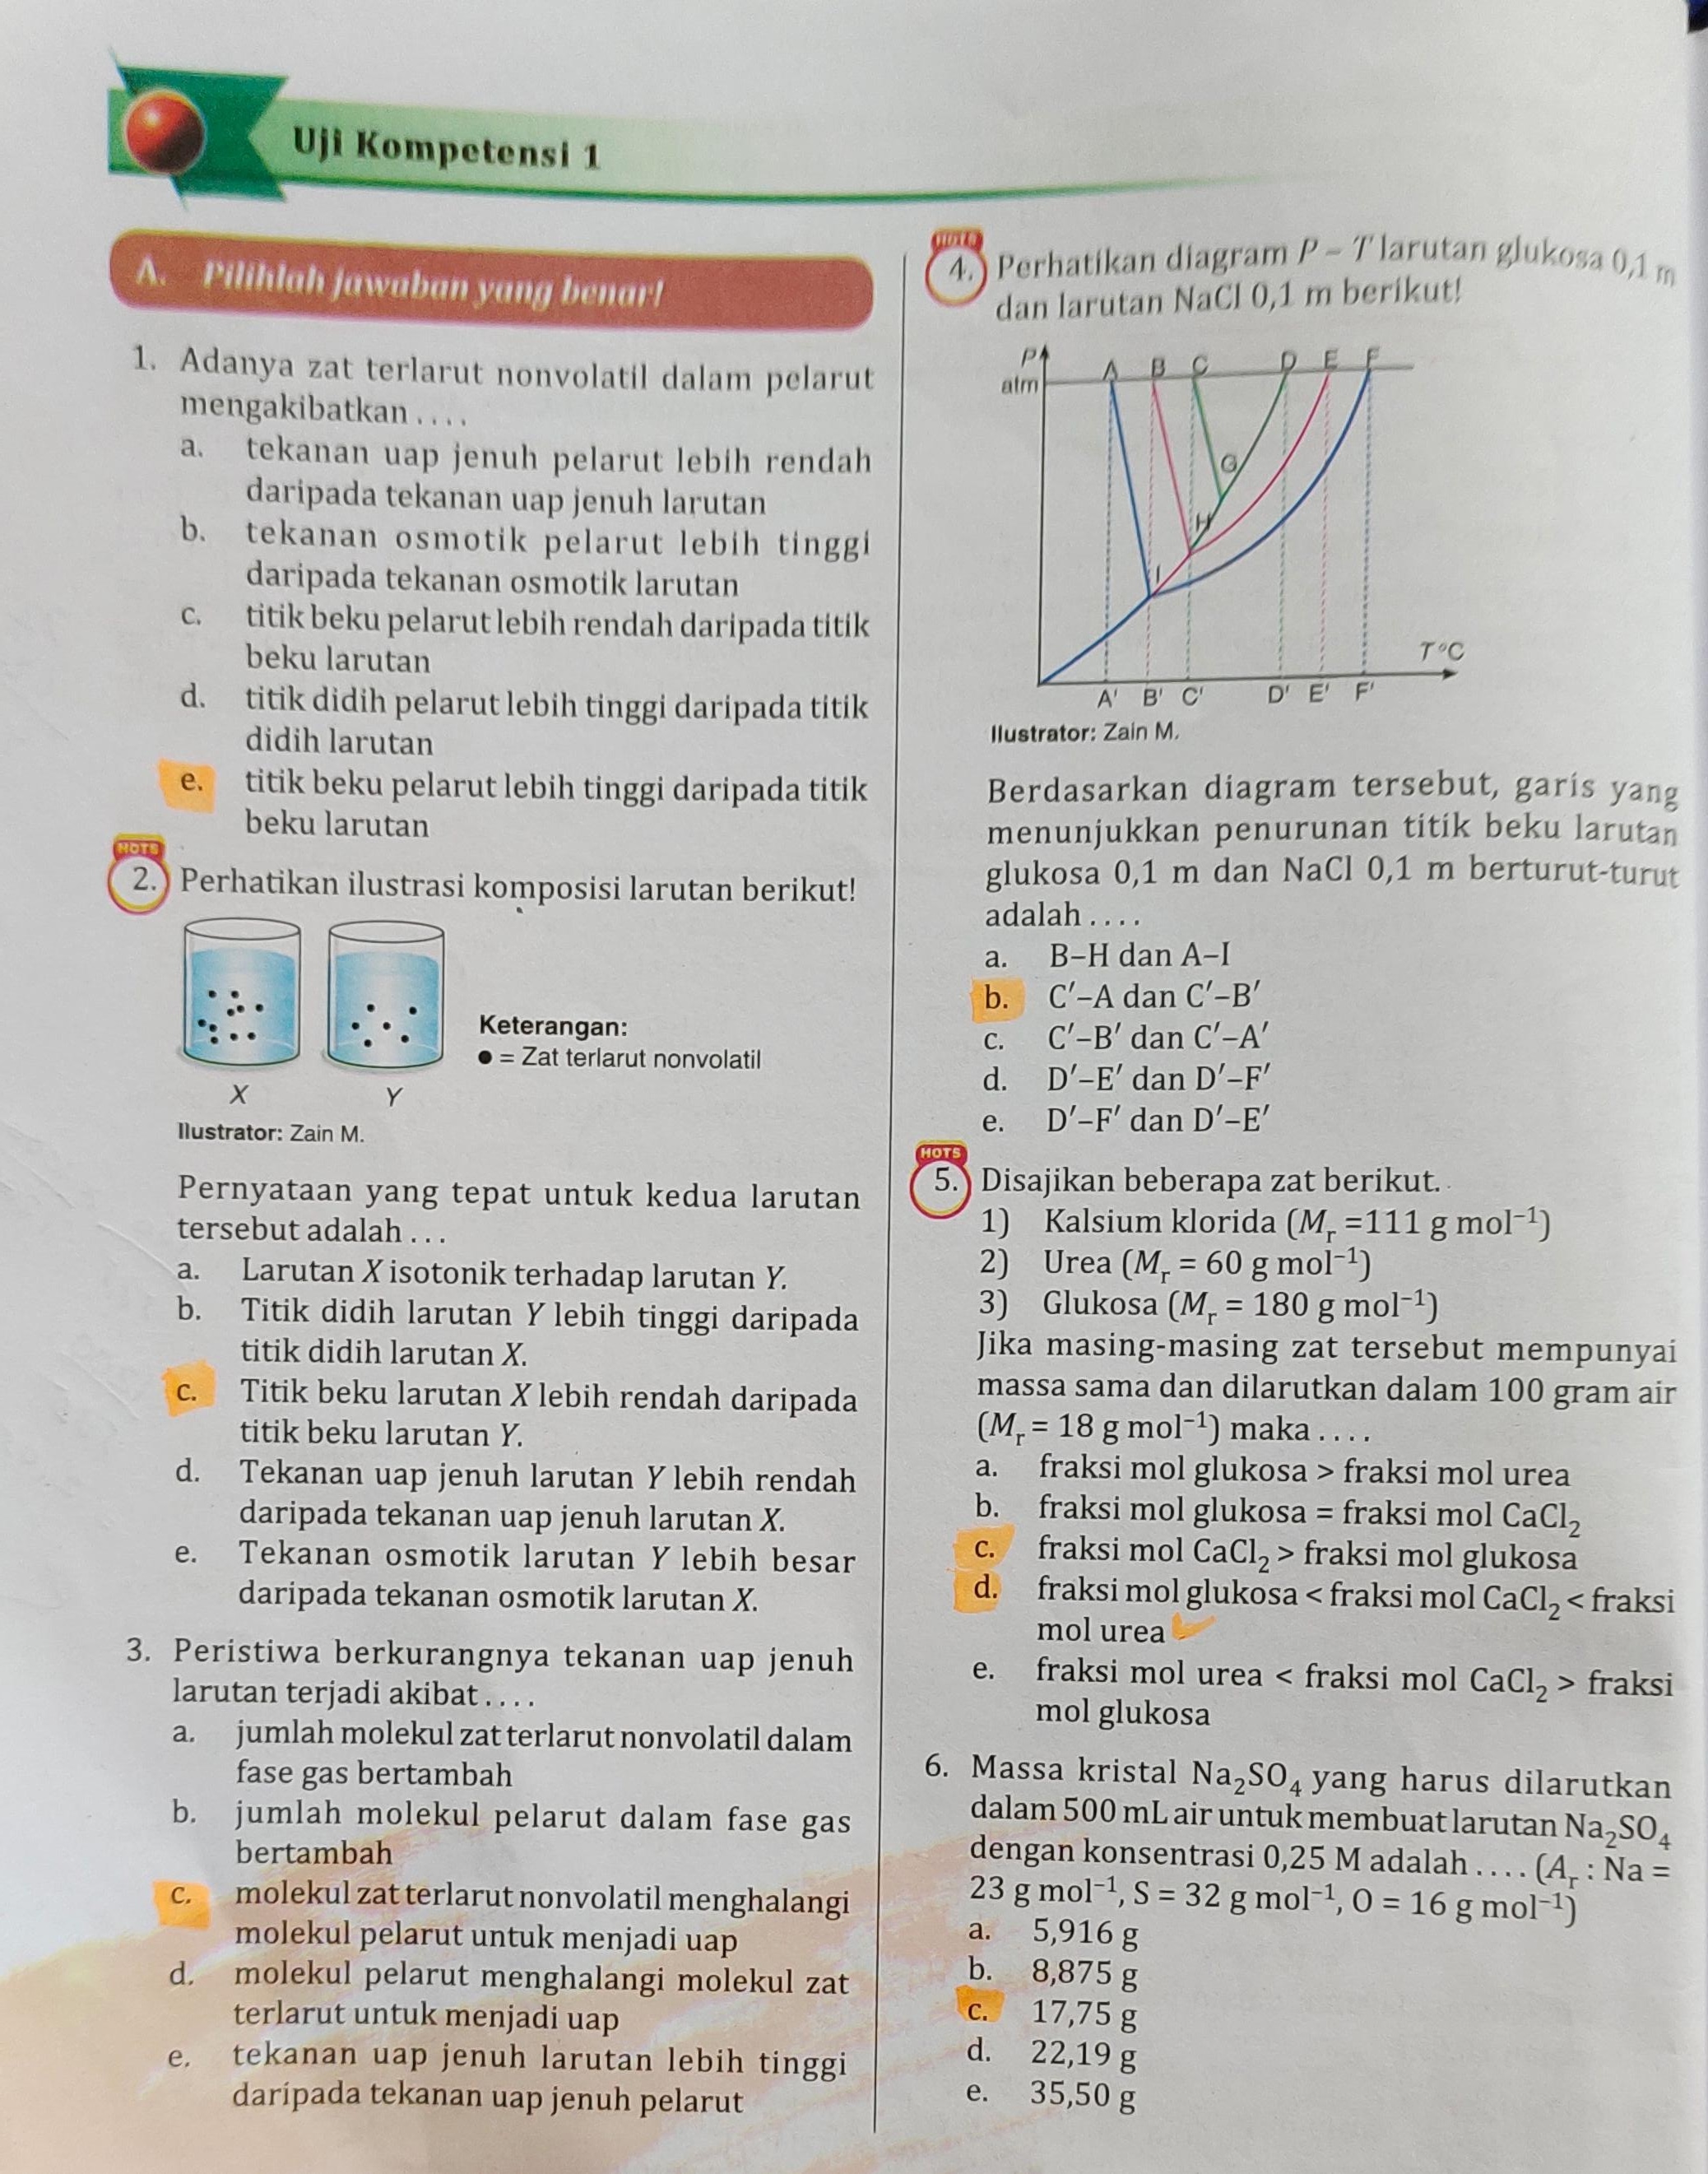 Uji Kompetensi 1
A. Pilihlah jawaban yang benar!
1. Adanya zat terlarut nonvolatil dalam pelarut
mengakibatkan . . . .
a. tekanan uap jenuh pelarut lebih rendah
daripada tekanan uap jenuh larutan
b. tekanan osmotik pelarut lebih tinggi
daripada tekanan osmotik larutan
c. titik beku pelarut lebih rendah daripada titik
beku larutan
d. titik didih pelarut lebih tinggi daripada titik
didih larutan
e. titik beku pelarut lebih tinggi daripada titik
beku larutan
HOTS
2. Perhatikan ilustrasi komposisi larutan berikut!
Keterangan:
● = Zat terlarut nonvolatil
X Y
Ilustrator: Zain M.
Pernyataan yang tepat untuk kedua larutan
tersebut adalah . . .
a. Larutan X isotonik terhadap larutan Y.
b. Titik didih larutan Y lebih tinggi daripada
titik didih larutan X.
c. Titik beku larutan X lebih rendah daripada
titik beku larutan Y.
d. Tekanan uap jenuh larutan Y lebih rendah
daripada tekanan uap jenuh larutan X.
e. Tekanan osmotik larutan Y lebih besar
daripada tekanan osmotik larutan X.
3. Peristiwa berkurangnya tekanan uap jenuh
larutan terjadi akibat . . . .
a. jumlah molekul zat terlarut nonvolatil dalam
fase gas bertambah
b. jumlah molekul pelarut dalam fase gas
bertambah
c. molekul zat terlarut nonvolatil menghalangi
molekul pelarut untuk menjadi uap
d. molekul pelarut menghalangi molekul zat
terlarut untuk menjadi uap
e. tekanan uap jenuh larutan lebih tinggi
daripada tekanan uap jenuh pelarut
HOTS
4. Perhatikan diagram P – T larutan glukosa 0,1 m
dan larutan NaCl 0,1 m berikut!
P
atm
A B C D E F
G
H
I
T °C
A′ B′ C′ D′ E′ F′
Ilustrator: Zain M.
Berdasarkan diagram tersebut, garis yang
menunjukkan penurunan titik beku larutan
glukosa 0,1 m dan NaCl 0,1 m berturut-turut
adalah . . . .
a. B–H dan A–I
b. C′–A dan C′–B′
c. C′–B′ dan C′–A′
d. D′–E′ dan D′–F′
e. D′–F′ dan D′–E′
HOTS
5. Disajikan beberapa zat berikut.
1) Kalsium klorida (Mᵣ =111 g mol⁻¹)
2) Urea (Mᵣ = 60 g mol⁻¹)
3) Glukosa (Mᵣ = 180 g mol⁻¹)
Jika masing-masing zat tersebut mempunyai
massa sama dan dilarutkan dalam 100 gram air
(Mᵣ = 18 g mol⁻¹) maka . . . .
a. fraksi mol glukosa > fraksi mol urea
b. fraksi mol glukosa = fraksi mol CaCl₂
c. fraksi mol CaCl₂ > fraksi mol glukosa
d. fraksi mol glukosa < fraksi mol CaCl₂ < fraksi
mol urea
e. fraksi mol urea < fraksi mol CaCl₂ > fraksi
mol glukosa
6. Massa kristal Na₂SO₄ yang harus dilarutkan
dalam 500 mL air untuk membuat larutan Na₂SO₄
dengan konsentrasi 0,25 M adalah . . . . (Aᵣ : Na =
23 g mol⁻¹, S = 32 g mol⁻¹, O = 16 g mol⁻¹)
a. 5,916 g
b. 8,875 g
c. 17,75 g
d. 22,19 g
e. 35,50 g